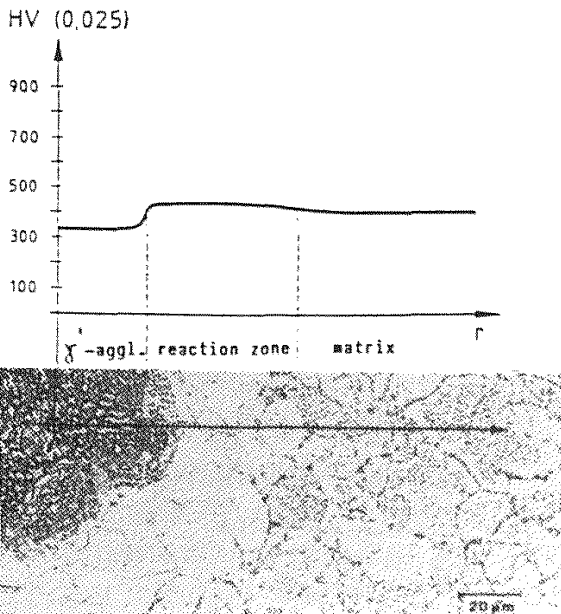 HV (0,025)
900
700
500
300
100
r
γ'-aggl. reaction zone matrix
20 µm